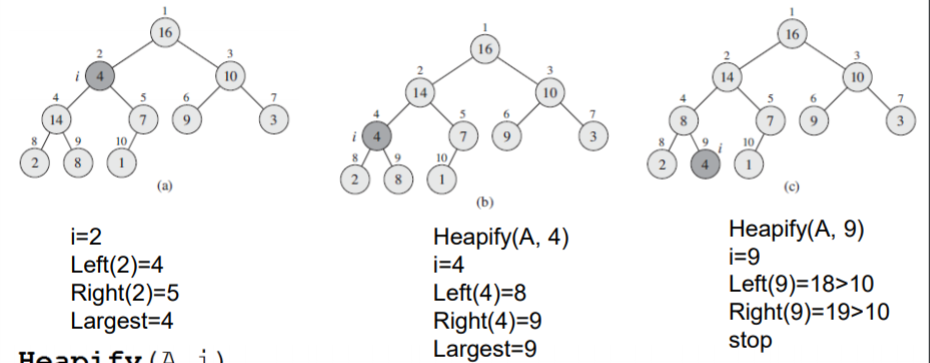 1
16
2
3
i
4
10
4
5
6
7
14
7
9
3
8
9
10
2
8
1
(a)
i=2
Left(2)=4
Right(2)=5
Largest=4
Heapify(A, i)
1
16
2
3
14
10
4
5
6
7
i
4
7
9
3
8
9
10
2
8
1
(b)
Heapify(A, 4)
i=4
Left(4)=8
Right(4)=9
Largest=9
1
16
2
3
14
10
4
5
6
7
8
7
9
3
8
9
i
10
2
4
1
(c)
Heapify(A, 9)
i=9
Left(9)=18>10
Right(9)=19>10
stop